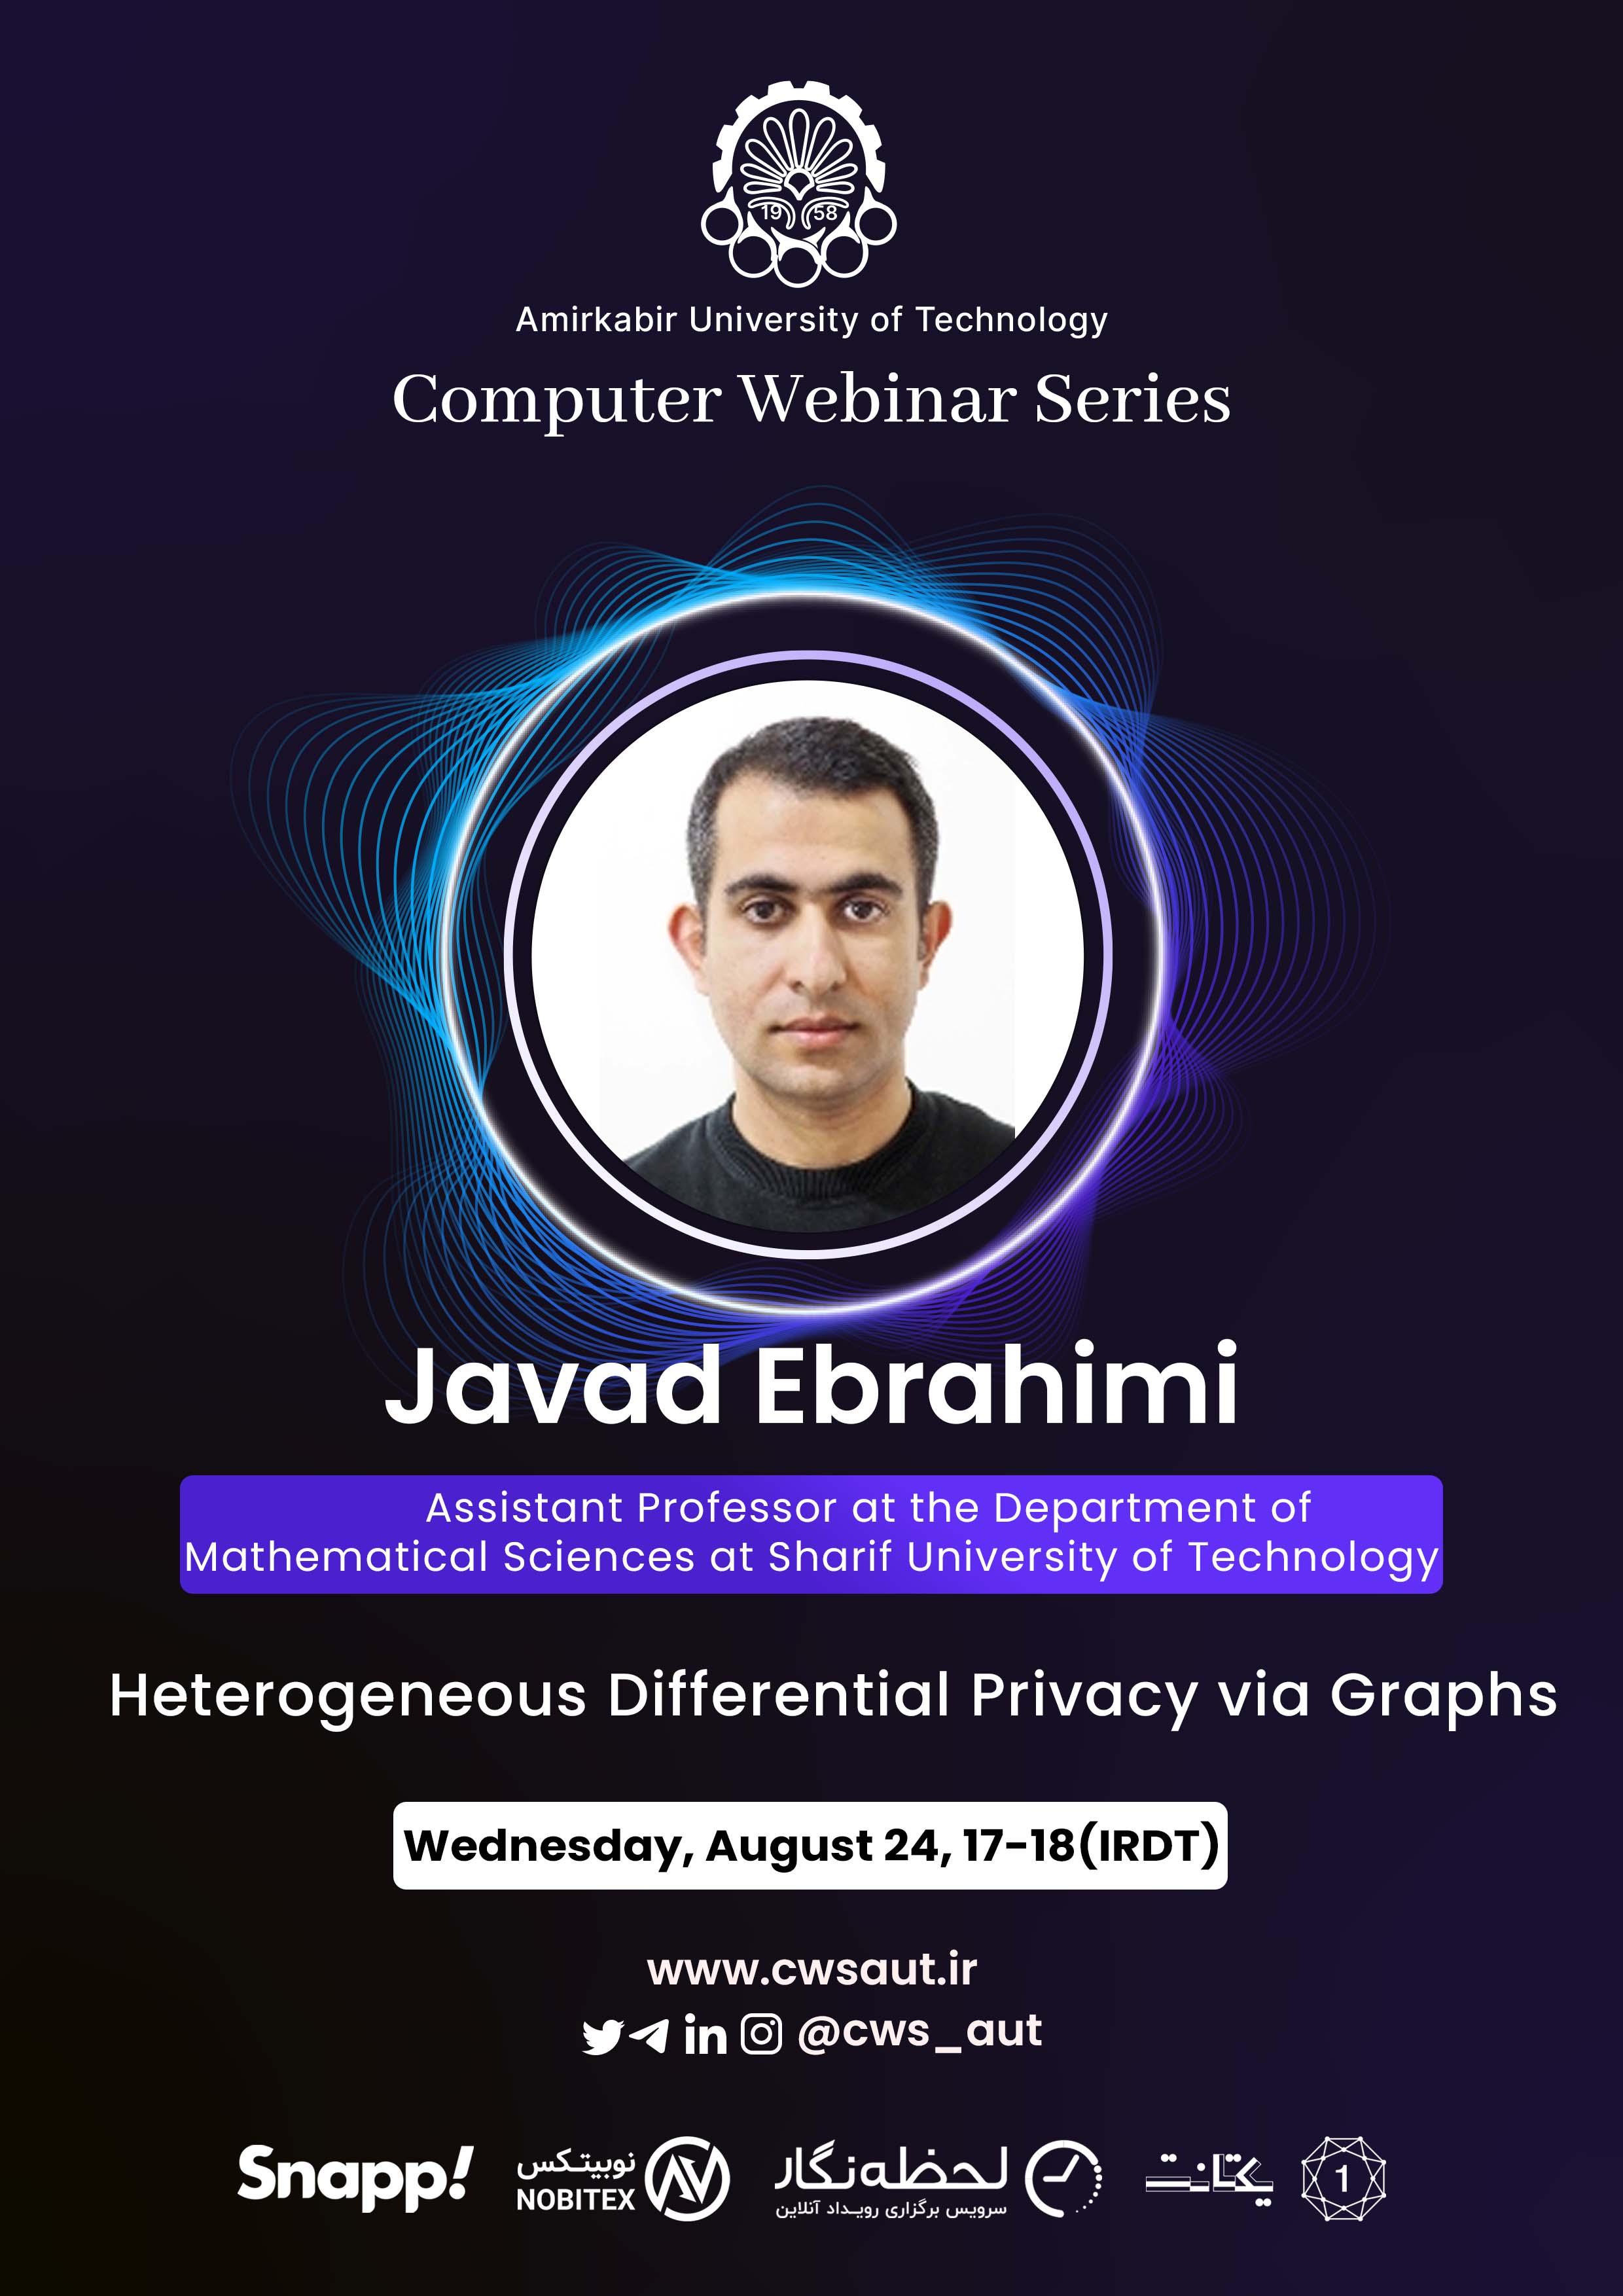 19 58
Amirkabir University of Technology
Computer Webinar Series
Javad Ebrahimi
Assistant Professor at the Department of
Mathematical Sciences at Sharif University of Technology
Heterogeneous Differential Privacy via Graphs
Wednesday, August 24, 17-18(IRDT)
www.cwsaut.ir
in @cws_aut
Snapp!
نوبیتکس
NOBITEX
لحظه‌نگار
سرویس برگزاری رویداد آنلاین
یکتانت
1